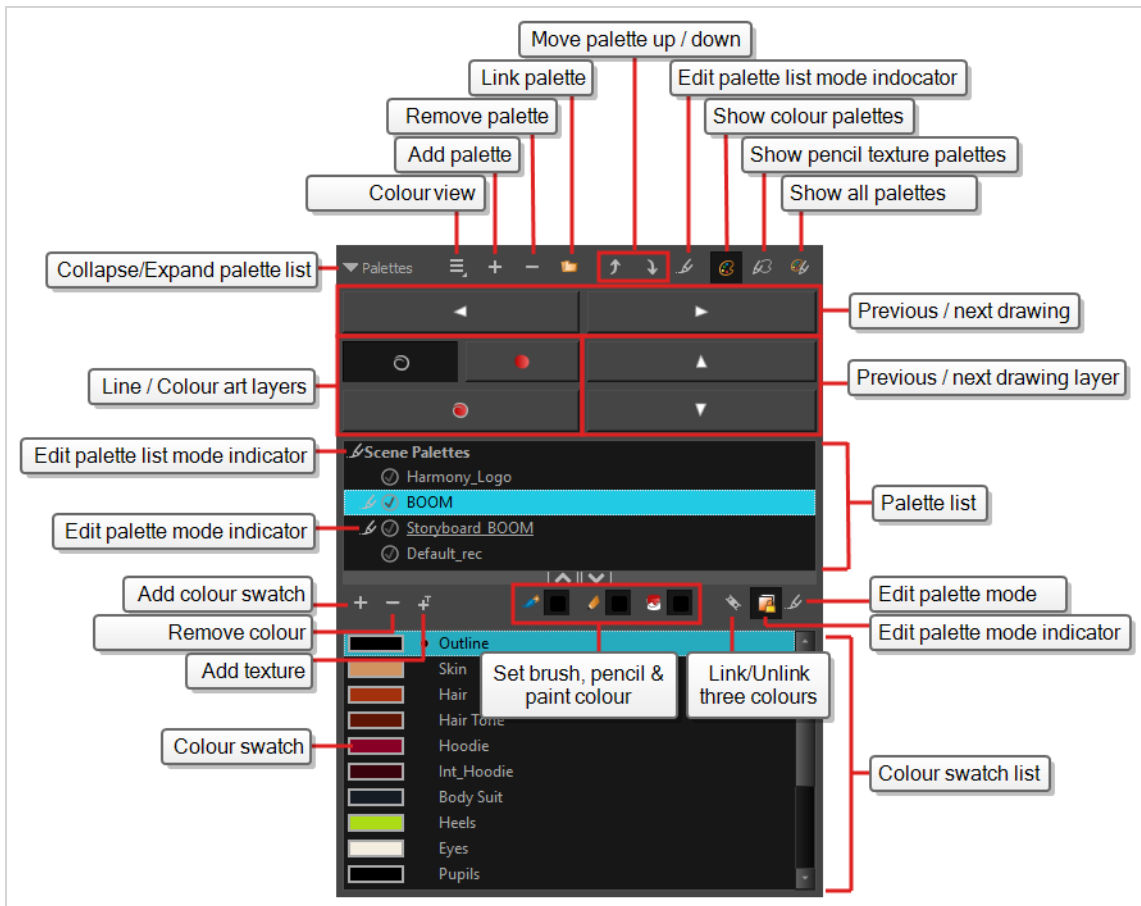 Move palette up / down
Link palette
Edit palette list mode indocator
Remove palette
Show colour palettes
Add palette
Show pencil texture palettes
Colour view
Show all palettes
Collapse/Expand palette list
Palettes
Previous / next drawing
Line / Colour art layers
Previous / next drawing layer
Edit palette list mode indicator
Scene Palettes
Harmony_Logo
BOOM
Palette list
Edit palette mode indicator
Storyboard_BOOM
Default_rec
Add colour swatch
Edit palette mode
Remove colour
Edit palette mode indicator
Add texture
Outline
Skin
Set brush, pencil &
paint colour
Link/Unlink
three colours
Hair
Hair Tone
Colour swatch
Hoodie
Int_Hoodie
Colour swatch list
Body Suit
Heels
Eyes
Pupils